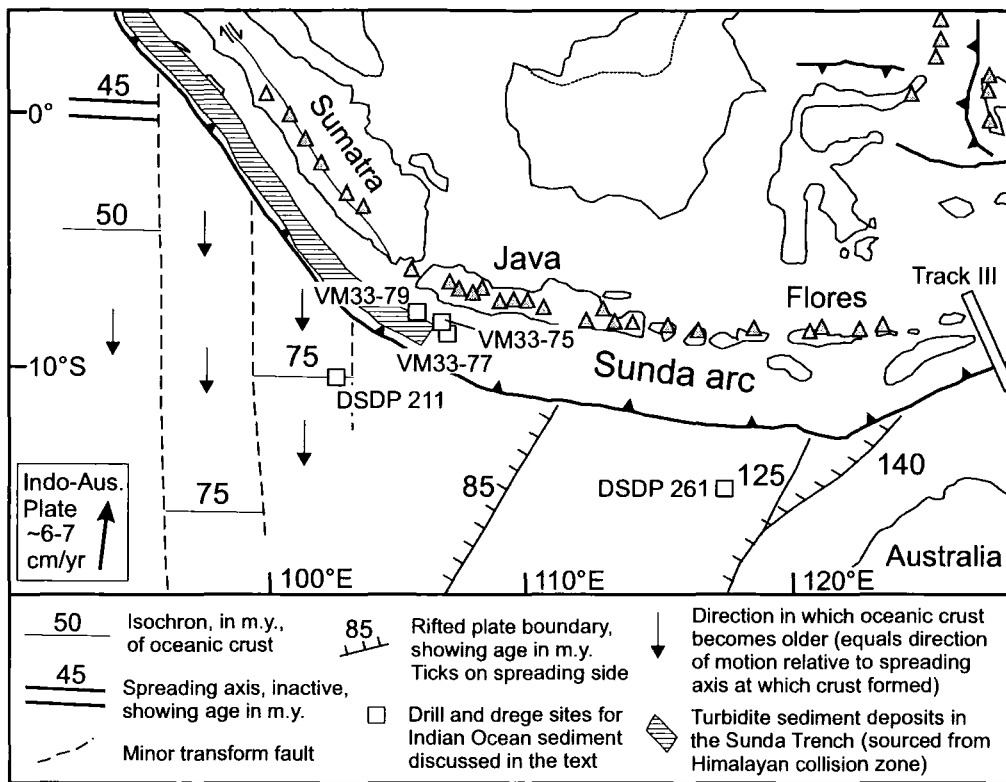 45
0°
Sumatra
50
Java
Flores
Track III
VM33-79
VM33-75
VM33-77
75
10°S
DSDP 211
Sunda arc
Indo-Aus.
Plate
~6-7
cm/yr
75
85
DSDP 261
125
140
Australia
100°E
110°E
120°E
50
Isochron, in m.y.,
of oceanic crust
45
Spreading axis, inactive,
showing age in m.y.
Minor transform fault
85
Rifted plate boundary,
showing age in m.y.
Ticks on spreading side
Drill and drege sites for
Indian Ocean sediment
discussed in the text
Direction in which oceanic crust
becomes older (equals direction
of motion relative to spreading
axis at which crust formed)
Turbidite sediment deposits in
the Sunda Trench (sourced from
Himalayan collision zone)